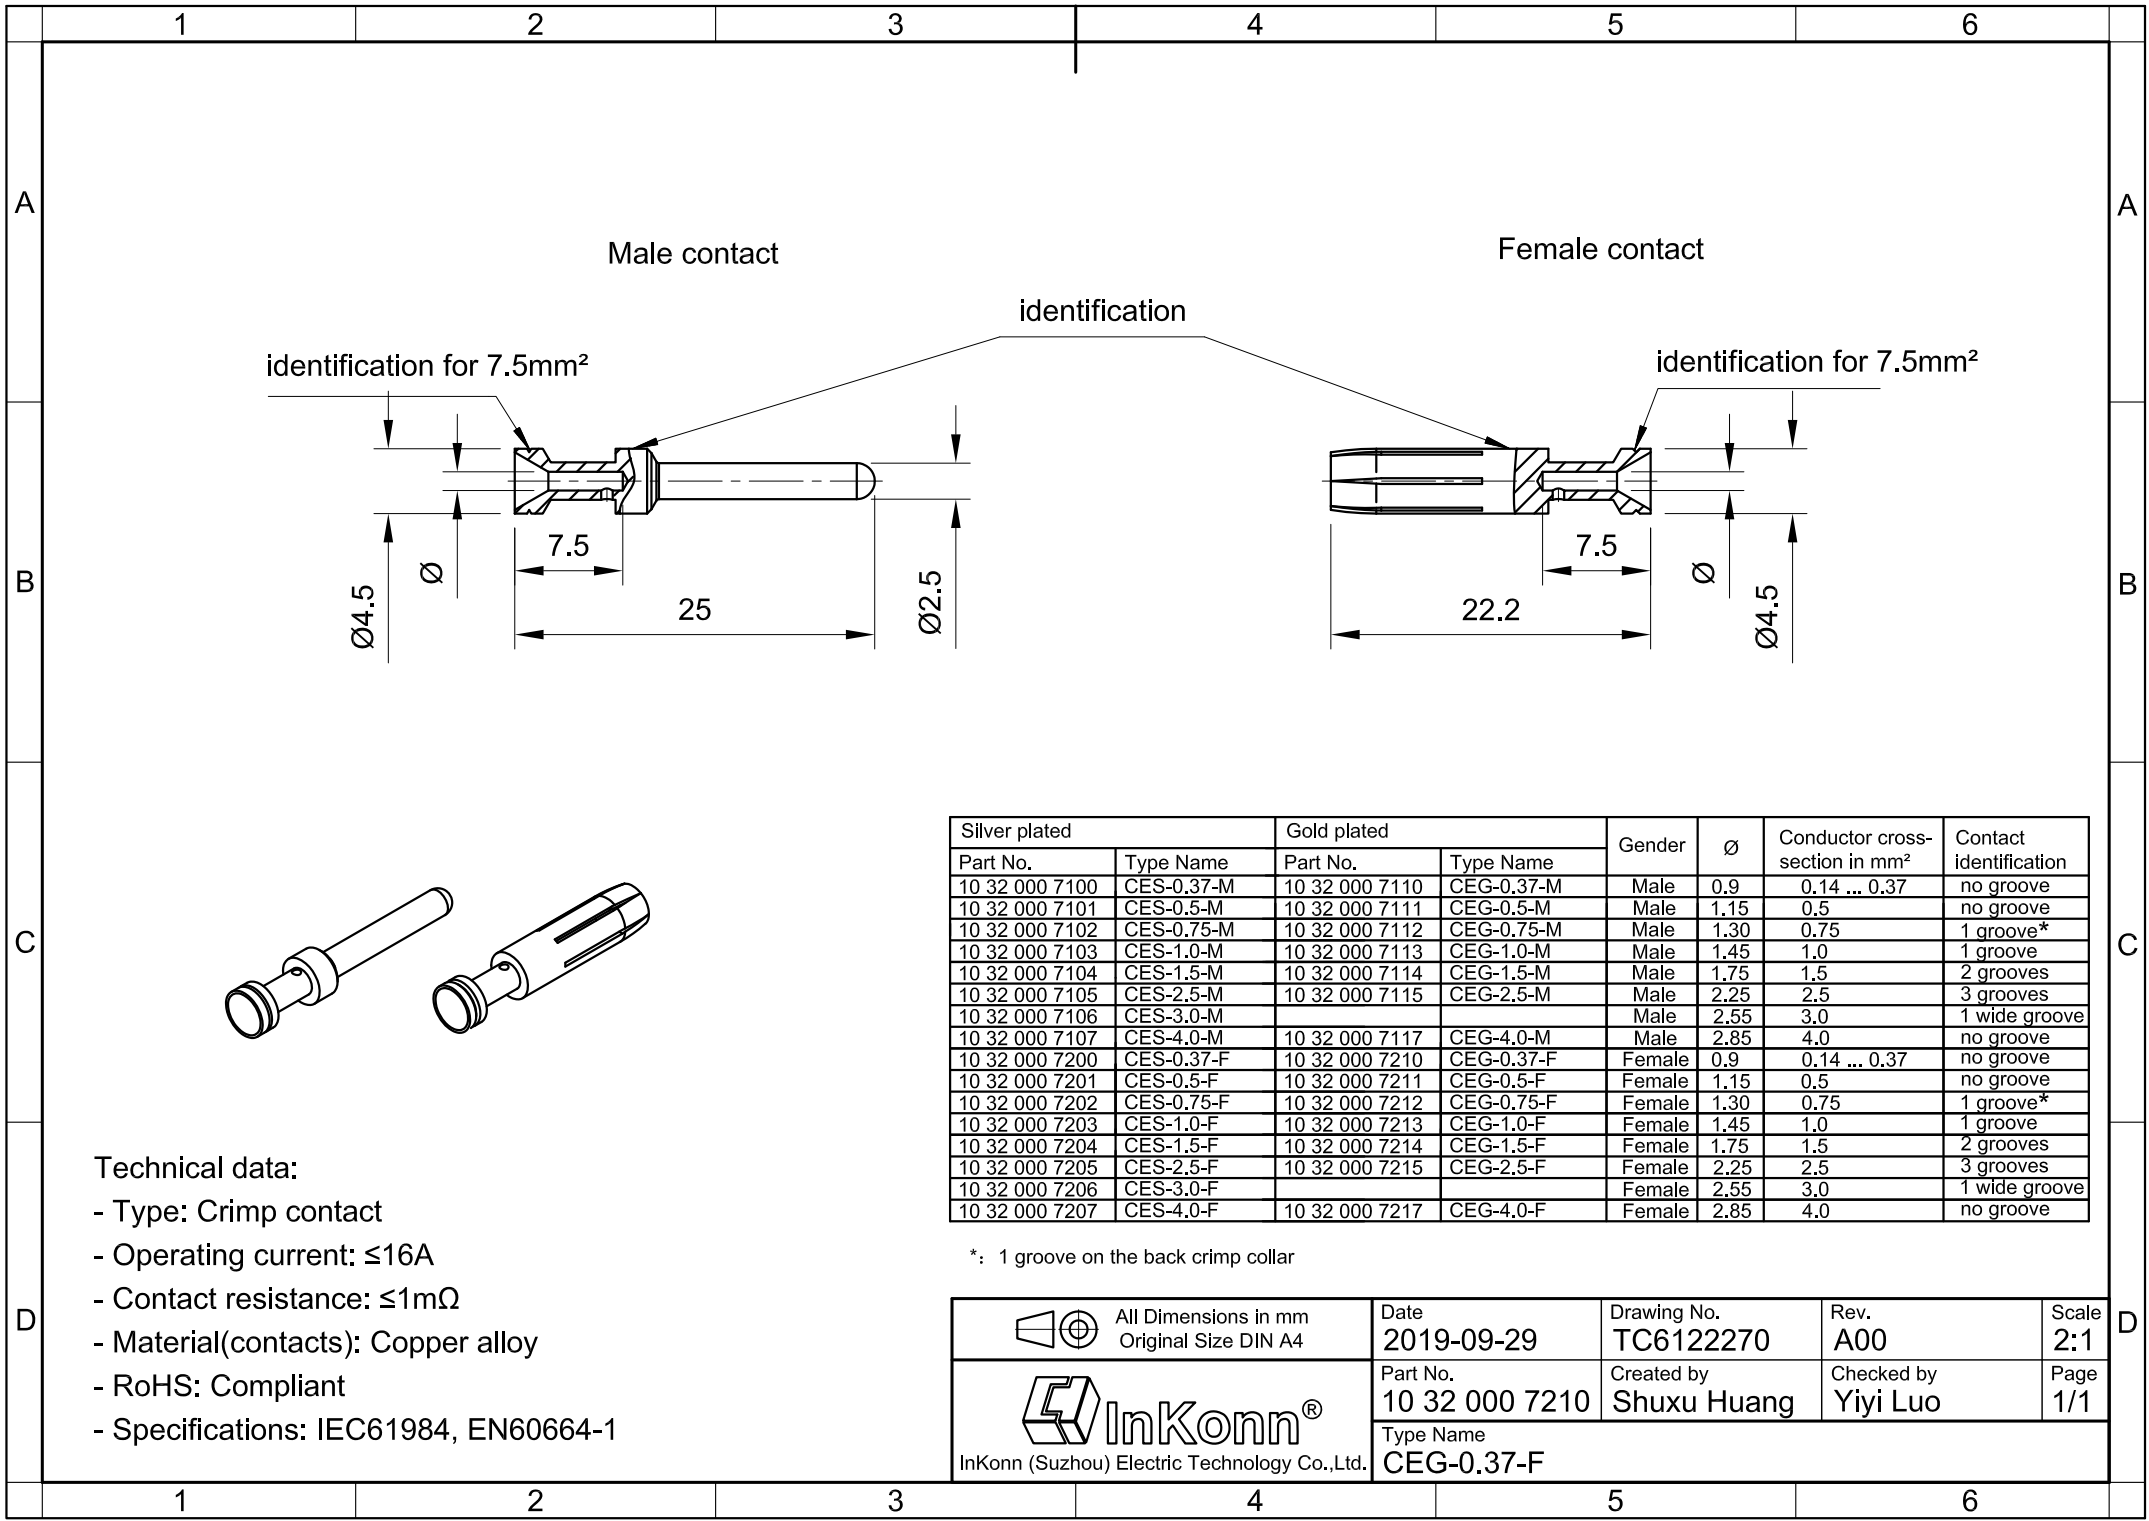 1 2 3 4 5 6
A A
Male contact
Female contact
identification
identification for 7.5mm²
identification for 7.5mm²
7.5
7.5
Ø
Ø
B B
Ø4.5
25
Ø2.5
22.2
Ø4.5
C C
Silver plated Gold plated Gender Ø Conductor cross-section in mm² Contact identification
Part No. Type Name Part No. Type Name
10 32 000 7100 CES-0.37-M 10 32 000 7110 CEG-0.37-M Male 0.9 0.14 ... 0.37 no groove
10 32 000 7101 CES-0.5-M 10 32 000 7111 CEG-0.5-M Male 1.15 0.5 no groove
10 32 000 7102 CES-0.75-M 10 32 000 7112 CEG-0.75-M Male 1.30 0.75 1 groove*
10 32 000 7103 CES-1.0-M 10 32 000 7113 CEG-1.0-M Male 1.45 1.0 1 groove
10 32 000 7104 CES-1.5-M 10 32 000 7114 CEG-1.5-M Male 1.75 1.5 2 grooves
10 32 000 7105 CES-2.5-M 10 32 000 7115 CEG-2.5-M Male 2.25 2.5 3 grooves
10 32 000 7106 CES-3.0-M Male 2.55 3.0 1 wide groove
10 32 000 7107 CES-4.0-M 10 32 000 7117 CEG-4.0-M Male 2.85 4.0 no groove
10 32 000 7200 CES-0.37-F 10 32 000 7210 CEG-0.37-F Female 0.9 0.14 ... 0.37 no groove
10 32 000 7201 CES-0.5-F 10 32 000 7211 CEG-0.5-F Female 1.15 0.5 no groove
10 32 000 7202 CES-0.75-F 10 32 000 7212 CEG-0.75-F Female 1.30 0.75 1 groove*
10 32 000 7203 CES-1.0-F 10 32 000 7213 CEG-1.0-F Female 1.45 1.0 1 groove
10 32 000 7204 CES-1.5-F 10 32 000 7214 CEG-1.5-F Female 1.75 1.5 2 grooves
10 32 000 7205 CES-2.5-F 10 32 000 7215 CEG-2.5-F Female 2.25 2.5 3 grooves
10 32 000 7206 CES-3.0-F Female 2.55 3.0 1 wide groove
10 32 000 7207 CES-4.0-F 10 32 000 7217 CEG-4.0-F Female 2.85 4.0 no groove
*: 1 groove on the back crimp collar
Technical data:
- Type: Crimp contact
- Operating current: ≤16A
- Contact resistance: ≤1mΩ
- Material(contacts): Copper alloy
- RoHS: Compliant
- Specifications: IEC61984, EN60664-1
D D
All Dimensions in mm
Original Size DIN A4
Date Drawing No. Rev. Scale
2019-09-29 TC6122270 A00 2:1
Part No. Created by Checked by Page
10 32 000 7210 Shuxu Huang Yiyi Luo 1/1
InKonn®
InKonn (Suzhou) Electric Technology Co.,Ltd.
Type Name
CEG-0.37-F
1 2 3 4 5 6